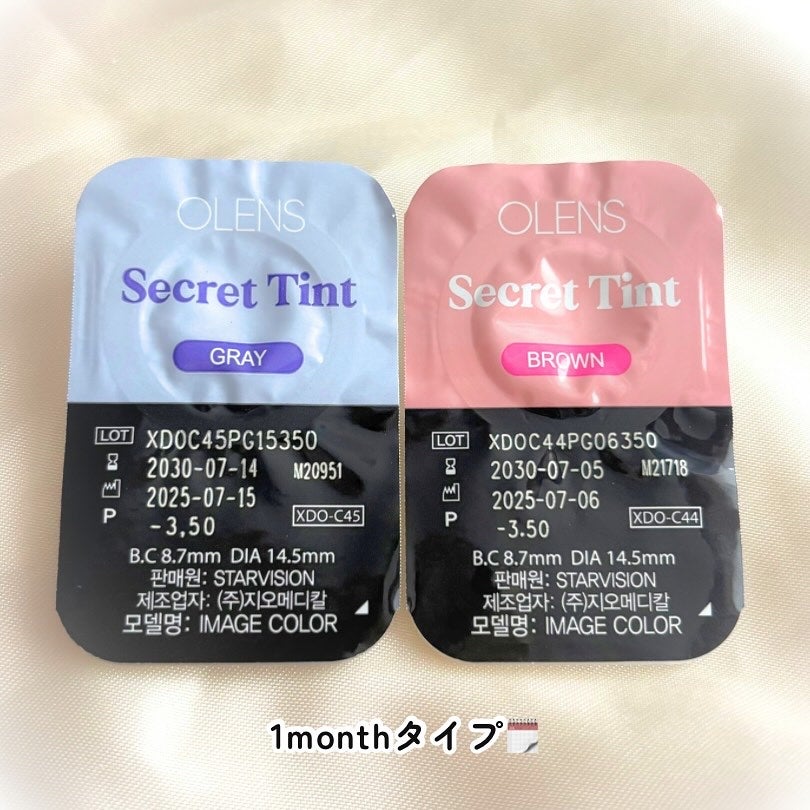 OLENS
Secret Tint
GRAY
LOT XDOC45PG15350
2030-07-14 M20951
2025-07-15
P -3.50 XDO-C45
B.C 8.7mm DIA 14.5mm
판매원: STARVISION
제조업자: (주)지오메디칼
모델명: IMAGE COLOR
OLENS
Secret Tint
BROWN
LOT XDOC44PG06350
2030-07-05 M21718
2025-07-06
P -3.50 XDO-C44
B.C 8.7mm DIA 14.5mm
판매원: STARVISION
제조업자: (주)지오메디칼
모델명: IMAGE COLOR
1monthタイプ